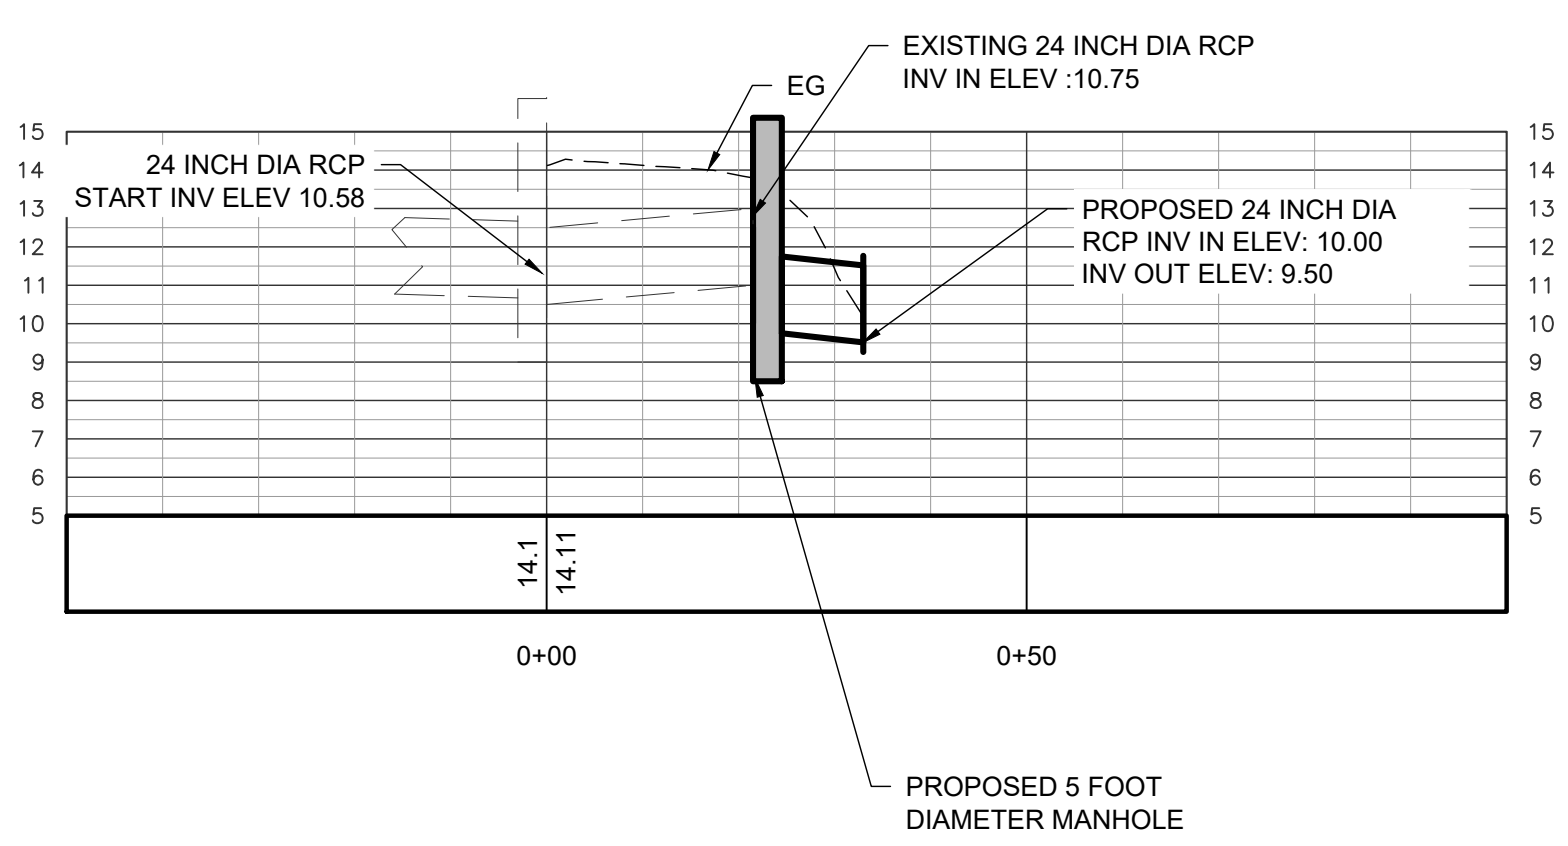 EXISTING 24 INCH DIA RCP
INV IN ELEV :10.75
EG
24 INCH DIA RCP
START INV ELEV 10.58
PROPOSED 24 INCH DIA
RCP INV IN ELEV: 10.00
INV OUT ELEV: 9.50
15
14
13
12
11
10
9
8
7
6
5
15
14
13
12
11
10
9
8
7
6
5
14.1
14.11
0+00
0+50
PROPOSED 5 FOOT
DIAMETER MANHOLE